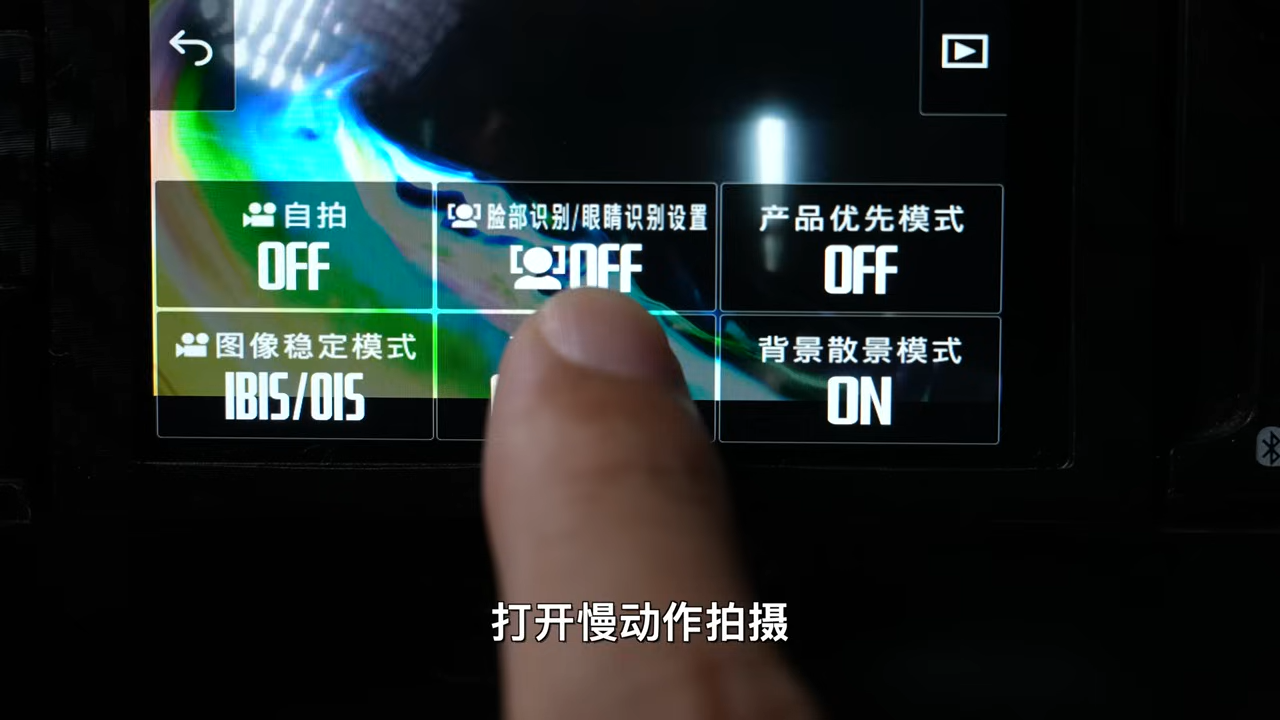 自拍
OFF
脸部识别/眼睛识别设置
OFF
产品优先模式
OFF
图像稳定模式
IBIS/OIS
背景散景模式
ON
打开慢动作拍摄